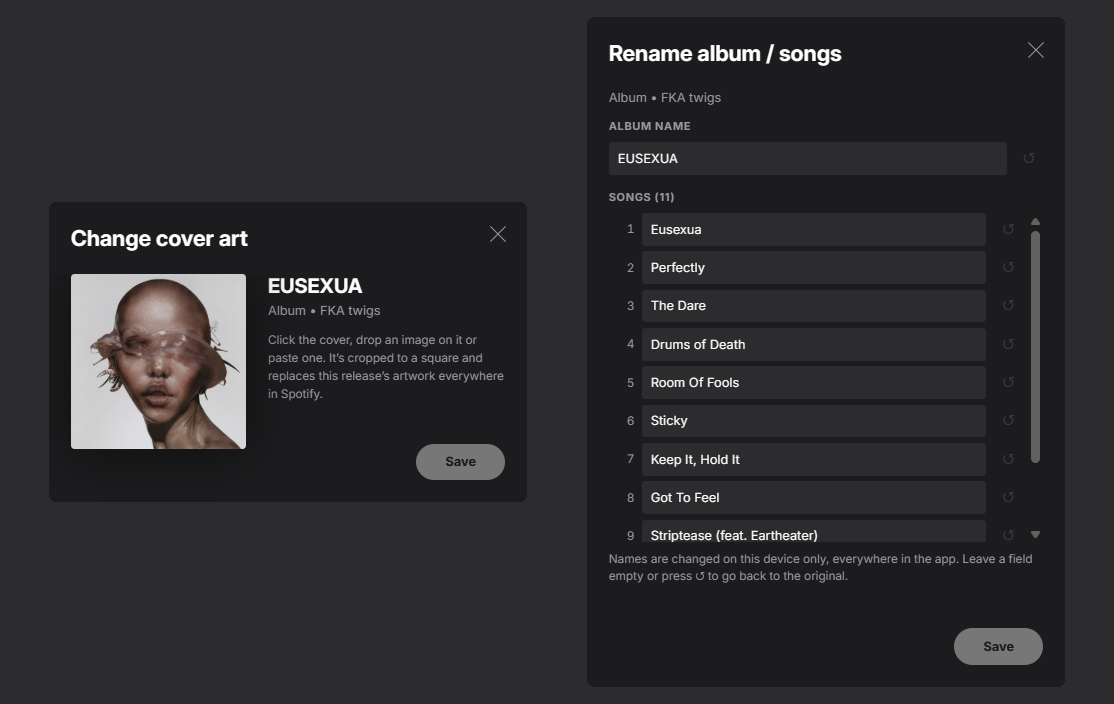 Change cover art
EUSEXUA
Album • FKA twigs
Click the cover, drop an image on it or
paste one. It's cropped to a square and
replaces this release's artwork everywhere
in Spotify.
Save
Rename album / songs
Album • FKA twigs
ALBUM NAME
EUSEXUA ↺
SONGS (11)
1 Eusexua ↺
2 Perfectly ↺
3 The Dare ↺
4 Drums of Death ↺
5 Room Of Fools ↺
6 Sticky ↺
7 Keep It, Hold It ↺
8 Got To Feel ↺
9 Striptease (feat. Eartheater) ↺
Names are changed on this device only, everywhere in the app. Leave a field
empty or press ↺ to go back to the original.
Save